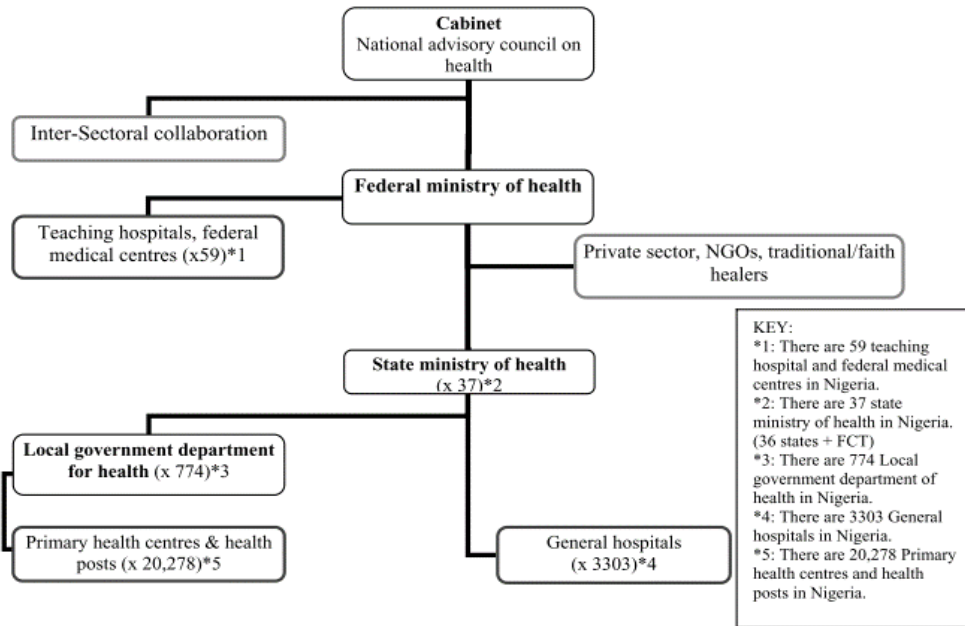 Cabinet
National advisory council on
health
Inter-Sectoral collaboration
Federal ministry of health
Teaching hospitals, federal
medical centres (x59)*1
Private sector, NGOs, traditional/faith
healers
State ministry of health
(x 37)*2
Local government department
for health (x 774)*3
Primary health centres & health
posts (x 20,278)*5
General hospitals
(x 3303)*4
KEY:
*1: There are 59 teaching
hospital and federal medical
centres in Nigeria.
*2: There are 37 state
ministry of health in Nigeria.
(36 states + FCT)
*3: There are 774 Local
government department of
health in Nigeria.
*4: There are 3303 General
hospitals in Nigeria.
*5: There are 20,278 Primary
health centres and health
posts in Nigeria.